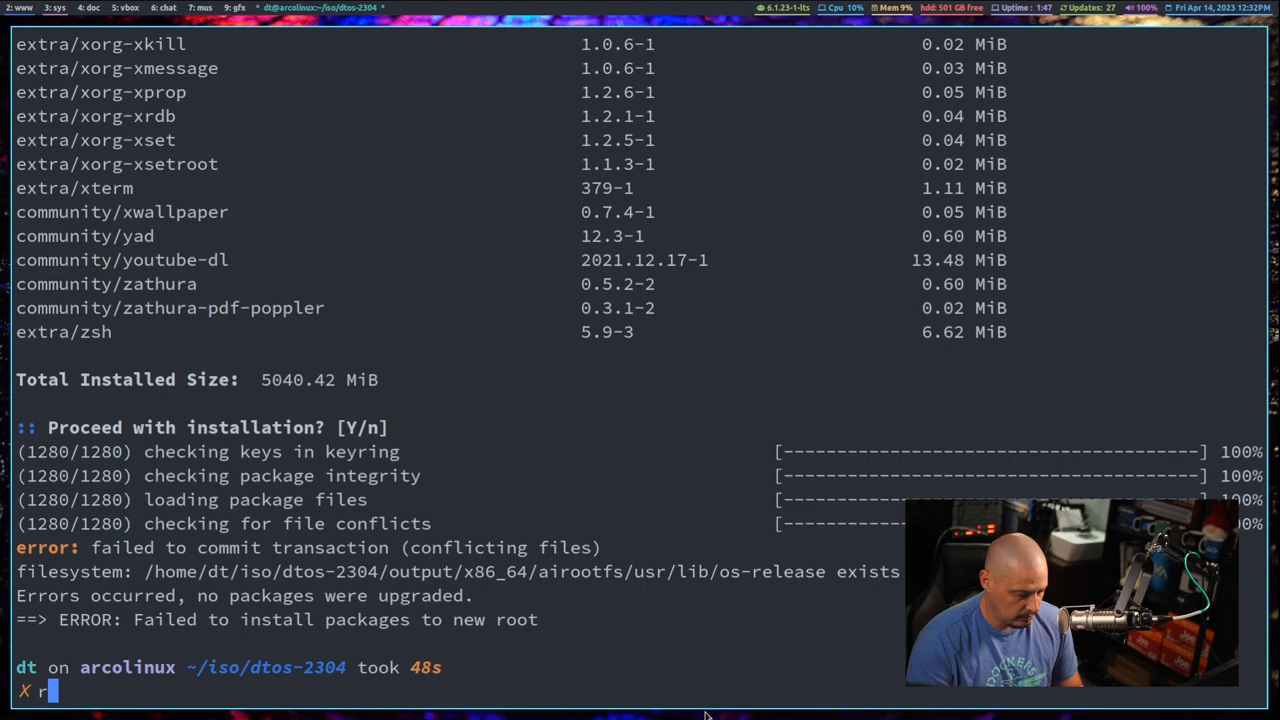 2: www 3: sys 4: doc 5: vbox 6: chat 7: mus 9: gfx * dt@arcolinux:~/iso/dtos-2304 * 6.1.23-1-lts Cpu 10% Mem 9% hdd: 501 GB free Uptime : 1:47 Updates: 27 100% Fri Apr 14, 2023 12:32PM
extra/xorg-xkill 1.0.6-1 0.02 MiB
extra/xorg-xmessage 1.0.6-1 0.03 MiB
extra/xorg-xprop 1.2.6-1 0.05 MiB
extra/xorg-xrdb 1.2.1-1 0.04 MiB
extra/xorg-xset 1.2.5-1 0.04 MiB
extra/xorg-xsetroot 1.1.3-1 0.02 MiB
extra/xterm 379-1 1.11 MiB
community/xwallpaper 0.7.4-1 0.05 MiB
community/yad 12.3-1 0.60 MiB
community/youtube-dl 2021.12.17-1 13.48 MiB
community/zathura 0.5.2-2 0.60 MiB
community/zathura-pdf-poppler 0.3.1-2 0.02 MiB
extra/zsh 5.9-3 6.62 MiB
Total Installed Size: 5040.42 MiB
:: Proceed with installation? [Y/n]
(1280/1280) checking keys in keyring [----------------------------------------] 100%
(1280/1280) checking package integrity [----------------------------------------] 100%
(1280/1280) loading package files [----------------------------------------] 100%
(1280/1280) checking for file conflicts [----------- 00%
error: failed to commit transaction (conflicting files)
filesystem: /home/dt/iso/dtos-2304/output/x86_64/airootfs/usr/lib/os-release exists
Errors occurred, no packages were upgraded.
==> ERROR: Failed to install packages to new root
dt on arcolinux ~/iso/dtos-2304 took 48s
X r